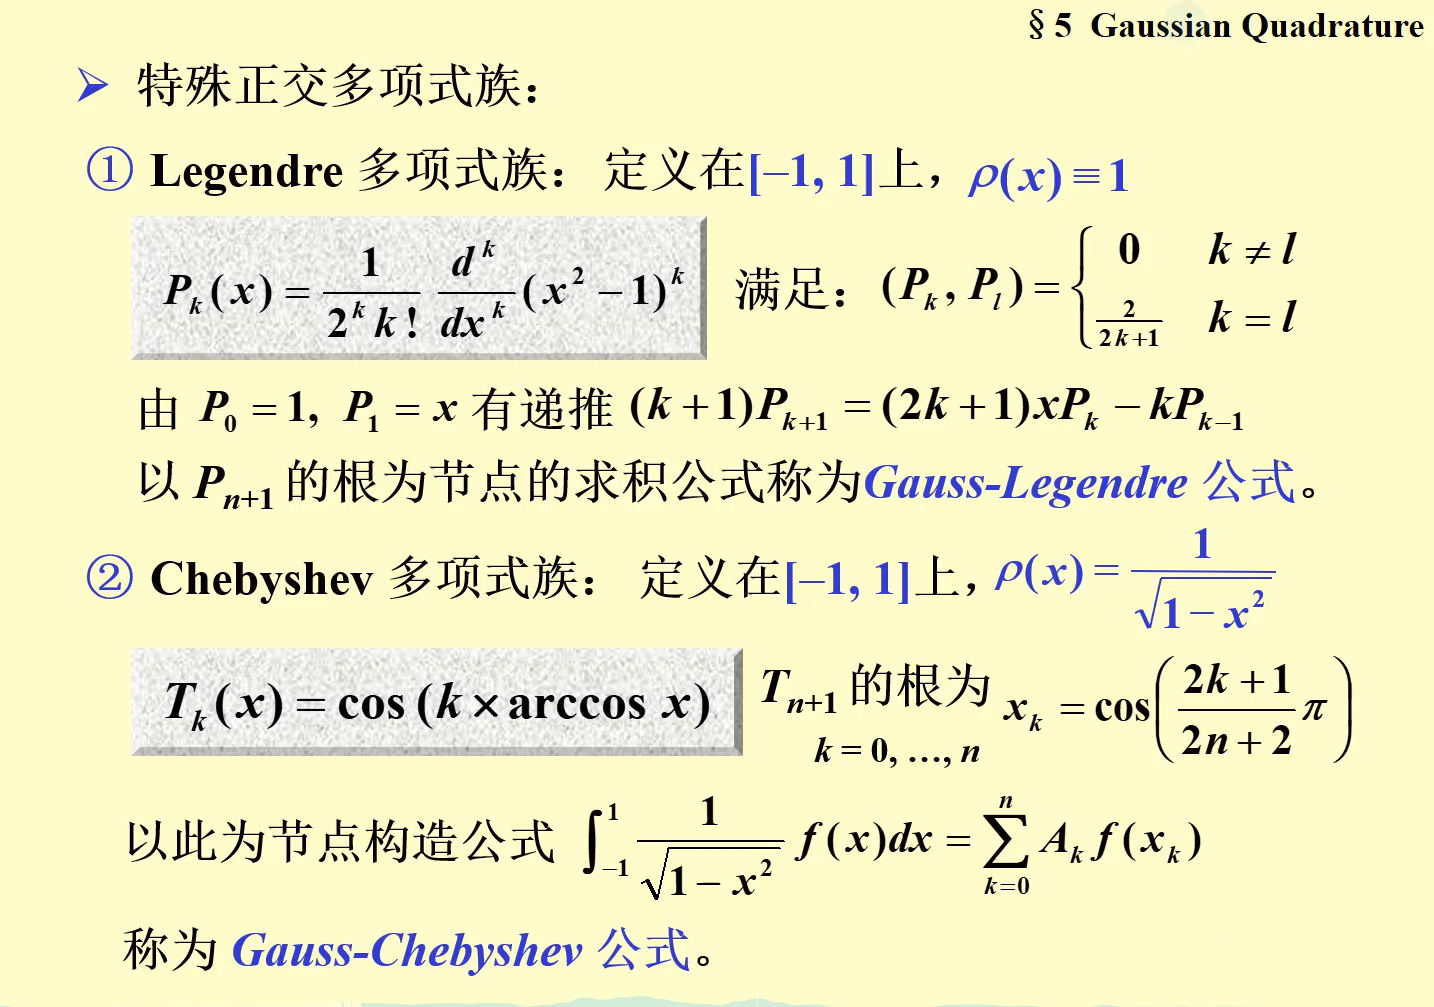 §5 Gaussian Quadrature
➢ 特殊正交多项式族：
① Legendre 多项式族： 定义在[–1, 1]上，ρ(x) ≡ 1
P_k(x) = \frac{1}{2^k k!} \frac{d^k}{dx^k} (x^2 − 1)^k 满足：(P_k, P_l) = \begin{cases} 0 & k ≠ l \\ \frac{2}{2k+1} & k = l \end{cases}
由 P_0 = 1, P_1 = x 有递推 (k + 1)P_{k+1} = (2k + 1)xP_k − kP_{k−1}
以 P_{n+1} 的根为节点的求积公式称为Gauss-Legendre 公式。
② Chebyshev 多项式族： 定义在[–1, 1]上，ρ(x) = \frac{1}{\sqrt{1 − x^2}}
T_k(x) = cos (k × arccos x) T_{n+1} 的根为 x_k = cos\left(\frac{2k + 1}{2n + 2} π\right)
k = 0, …, n
以此为节点构造公式 \int_{−1}^{1} \frac{1}{\sqrt{1 − x^2}} f(x)dx = \sum_{k=0}^{n} A_k f(x_k)
称为 Gauss-Chebyshev 公式。